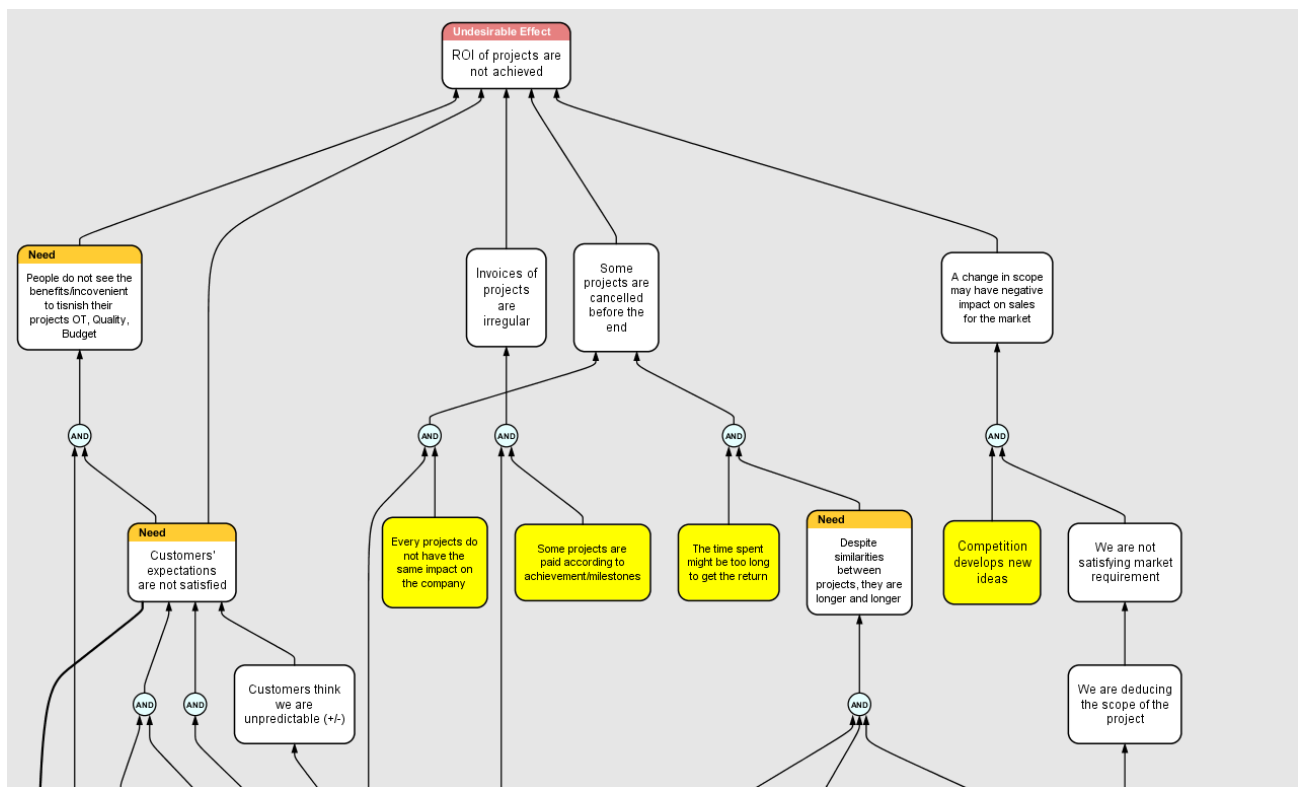 Undesirable Effect
ROI of projects are
not achieved
Need
People do not see the
benefits/incovenient
to tisnish their
projects OT, Quality,
Budget
Invoices of
projects
are
irregular
Some
projects are
cancelled
before the
end
A change in scope
may have negative
impact on sales
for the market
AND
AND
AND
AND
AND
Need
Customers'
expectations
are not satisfied
Every projects do
not have the
same impact on
the company
Some projects are
paid according to
achievement/milestones
The time spent
might be too long
to get the return
Need
Despite
similarities
between
projects, they are
longer and longer
Competition
develops new
ideas
We are not
satisfying market
requirement
AND
AND
Customers think
we are
unpredictable (+/-)
AND
We are deducing
the scope of the
project